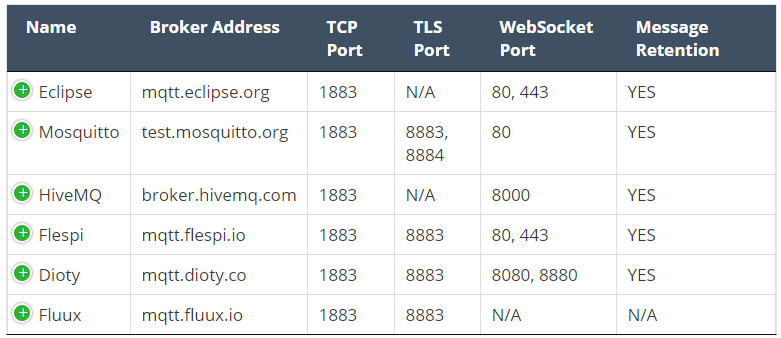 Name Broker Address TCP Port TLS Port WebSocket Port Message Retention
Eclipse mqtt.eclipse.org 1883 N/A 80, 443 YES
Mosquitto test.mosquitto.org 1883 8883, 8884 80 YES
HiveMQ broker.hivemq.com 1883 N/A 8000 YES
Flespi mqtt.flespi.io 1883 8883 80, 443 YES
Dioty mqtt.dioty.co 1883 8883 8080, 8880 YES
Fluux mqtt.fluux.io 1883 8883 N/A N/A